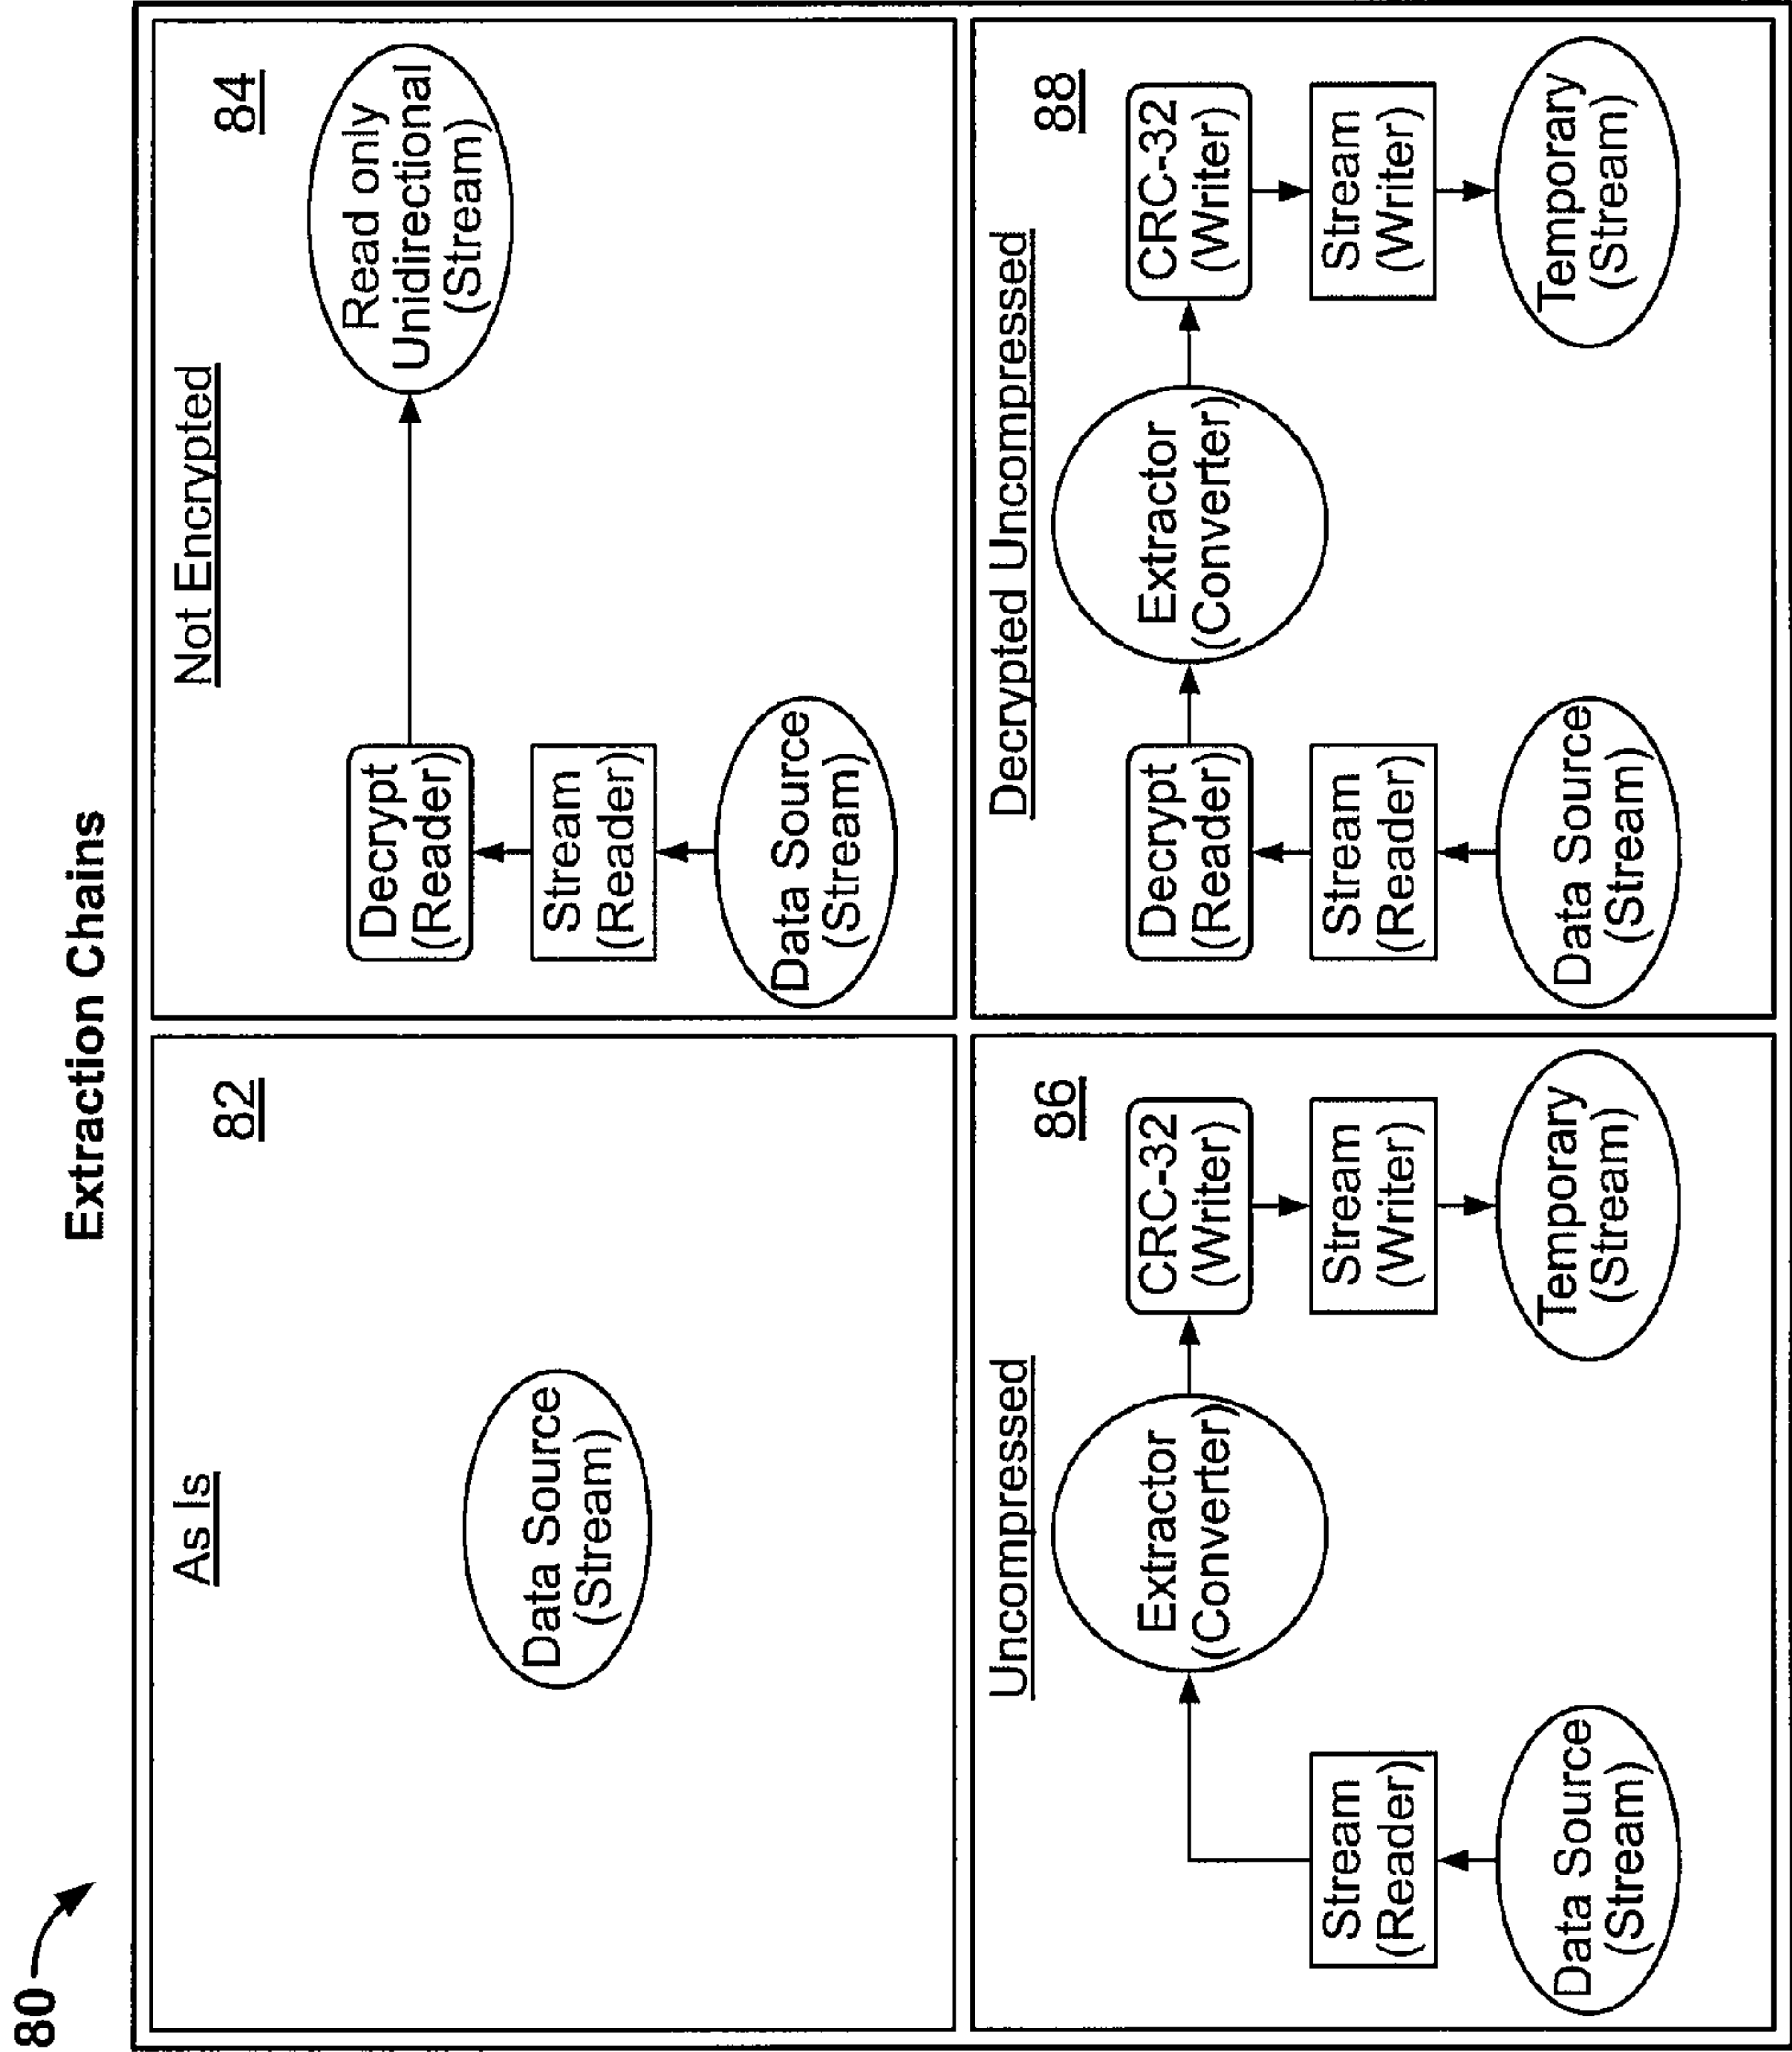 80
Extraction Chains
As Is
82
Data Source
(Stream)
Not Encrypted
84
Decrypt
(Reader)
Stream
(Reader)
Data Source
(Stream)
Read only
Unidirectional
(Stream)
Uncompressed
86
Stream
(Reader)
Data Source
(Stream)
Extractor
(Converter)
CRC-32
(Writer)
Stream
(Writer)
Temporary
(Stream)
Decrypted Uncompressed
88
Decrypt
(Reader)
Stream
(Reader)
Data Source
(Stream)
Extractor
(Converter)
CRC-32
(Writer)
Stream
(Writer)
Temporary
(Stream)